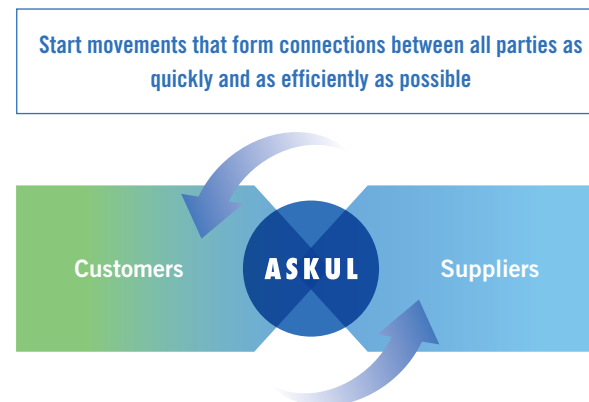 Start movements that form connections between all parties as
quickly and as efficiently as possible
Customers
ASKUL
Suppliers